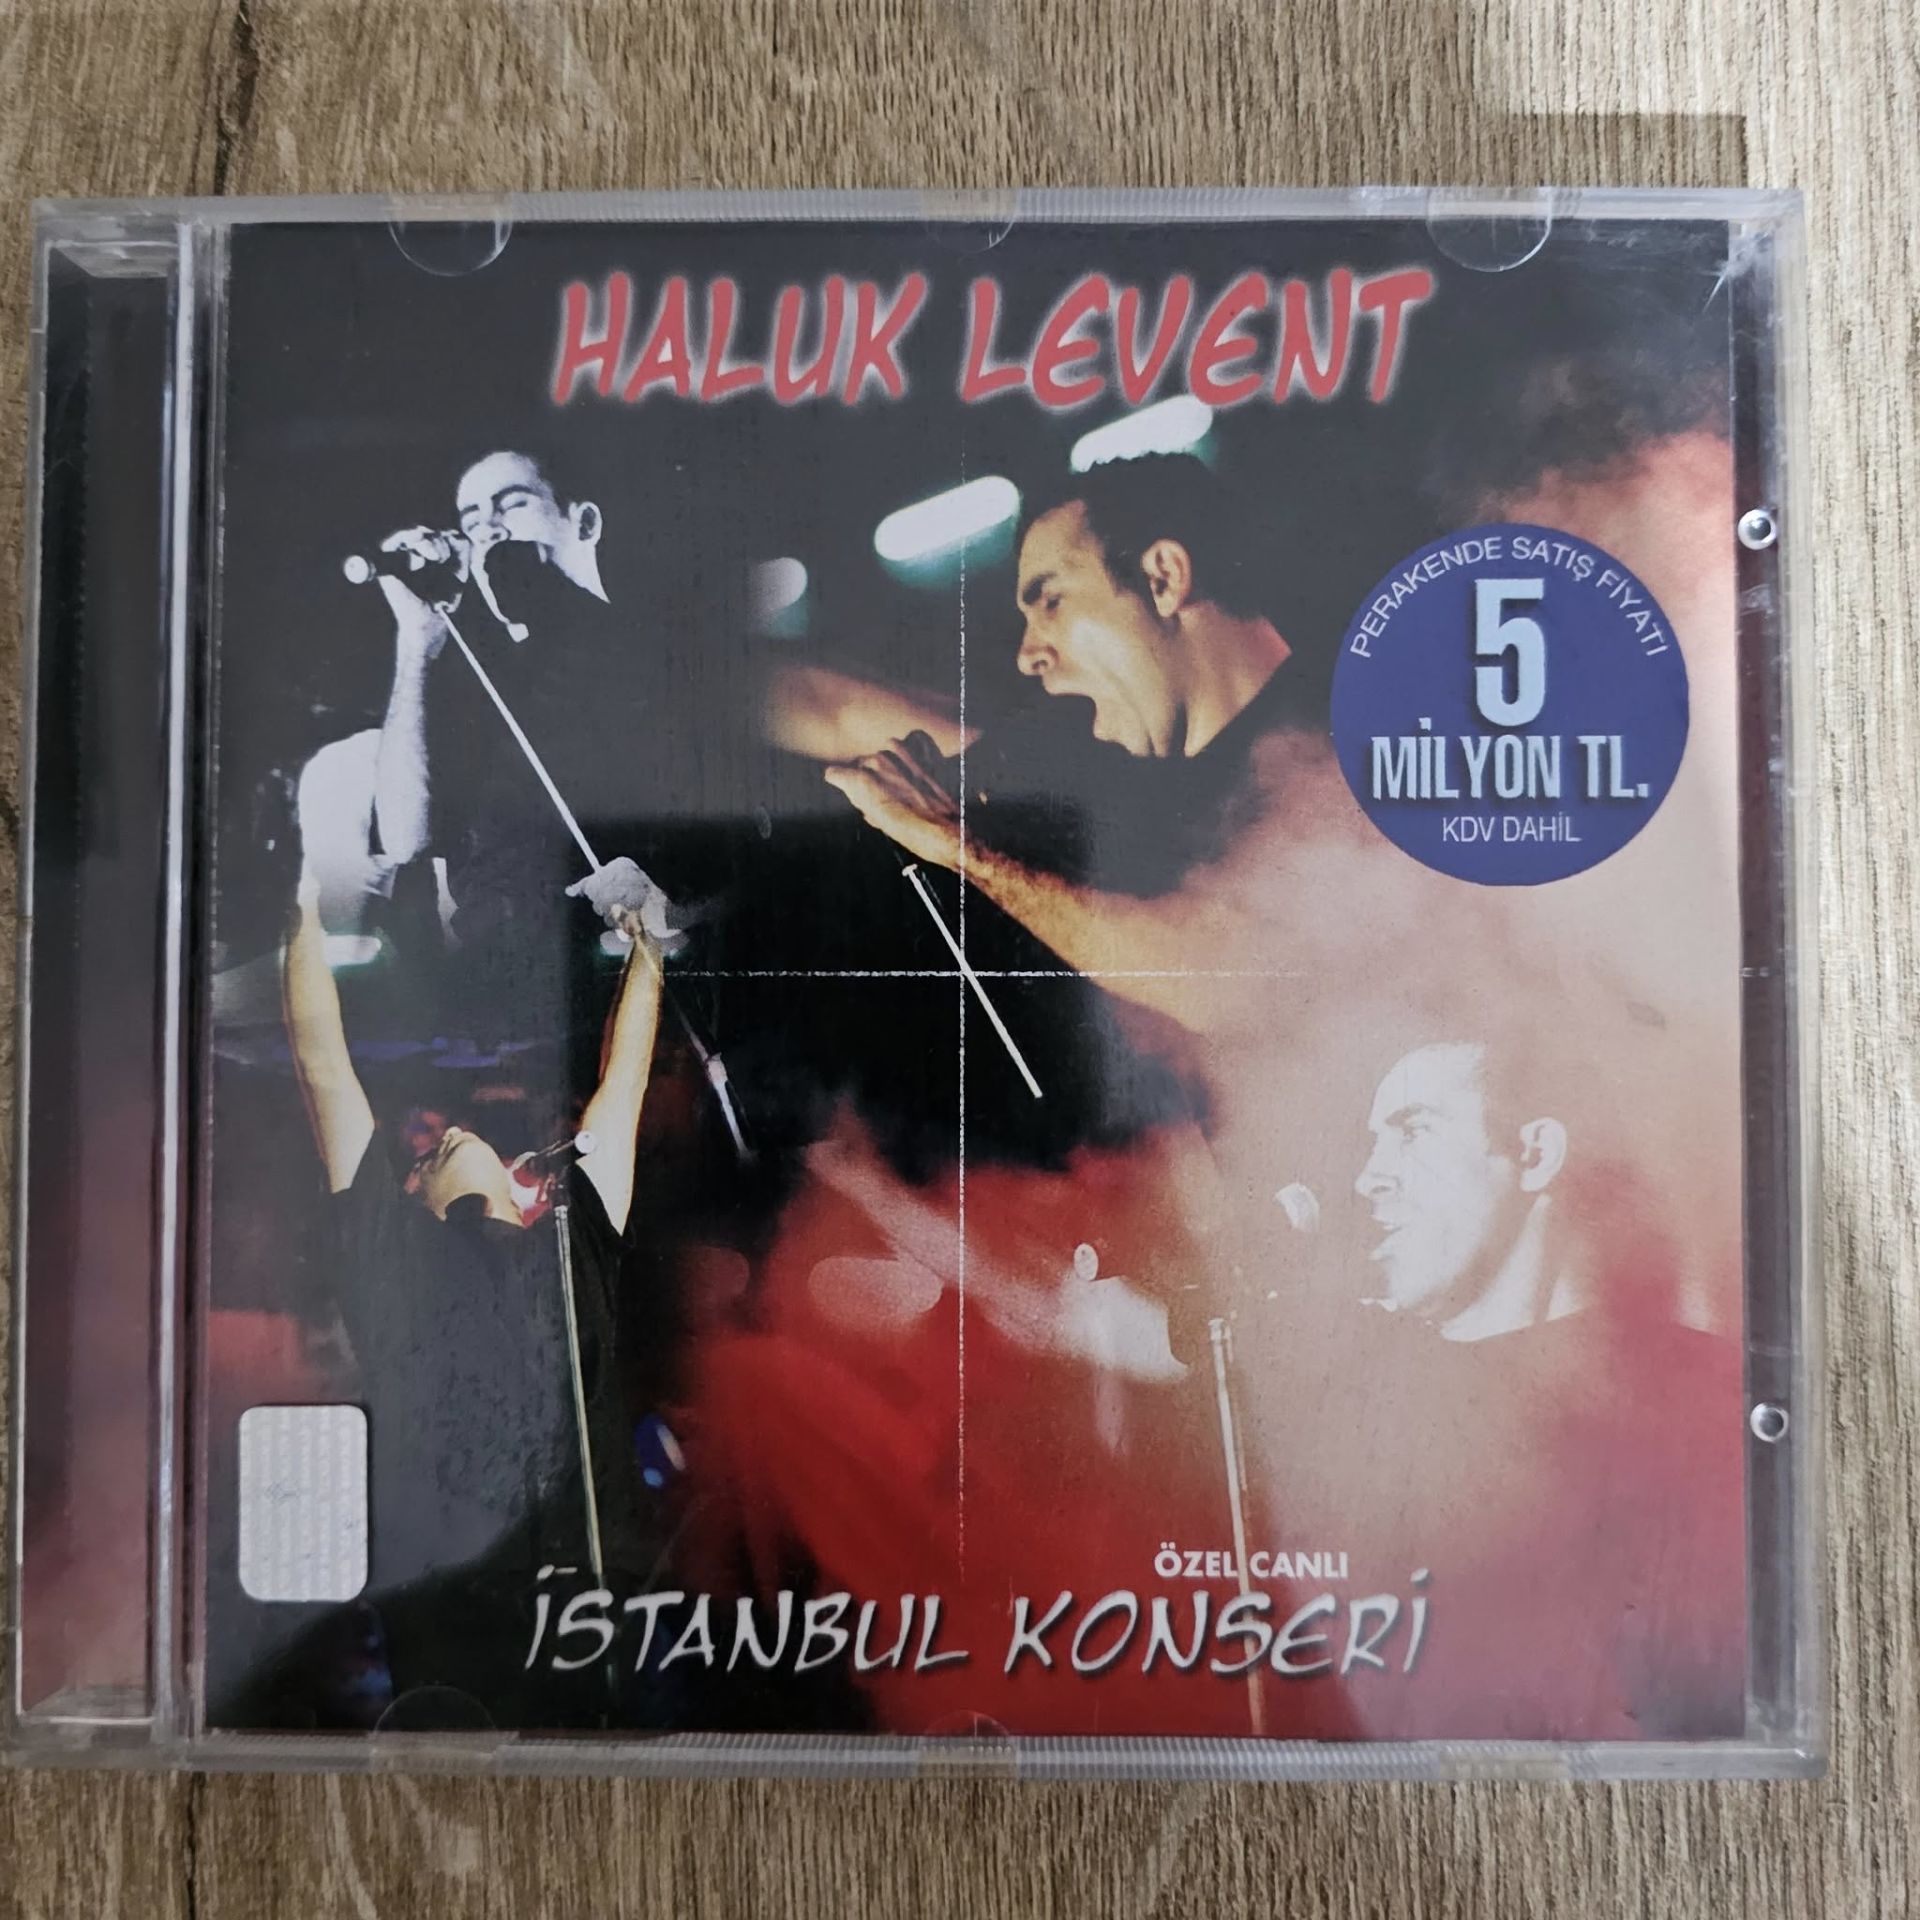 HALUK LEVENT
PERAKENDE SATIŞ FİYATI
5
MİLYON TL.
KDV DAHİL
ÖZEL CANLI
İSTANBUL KONSERİ